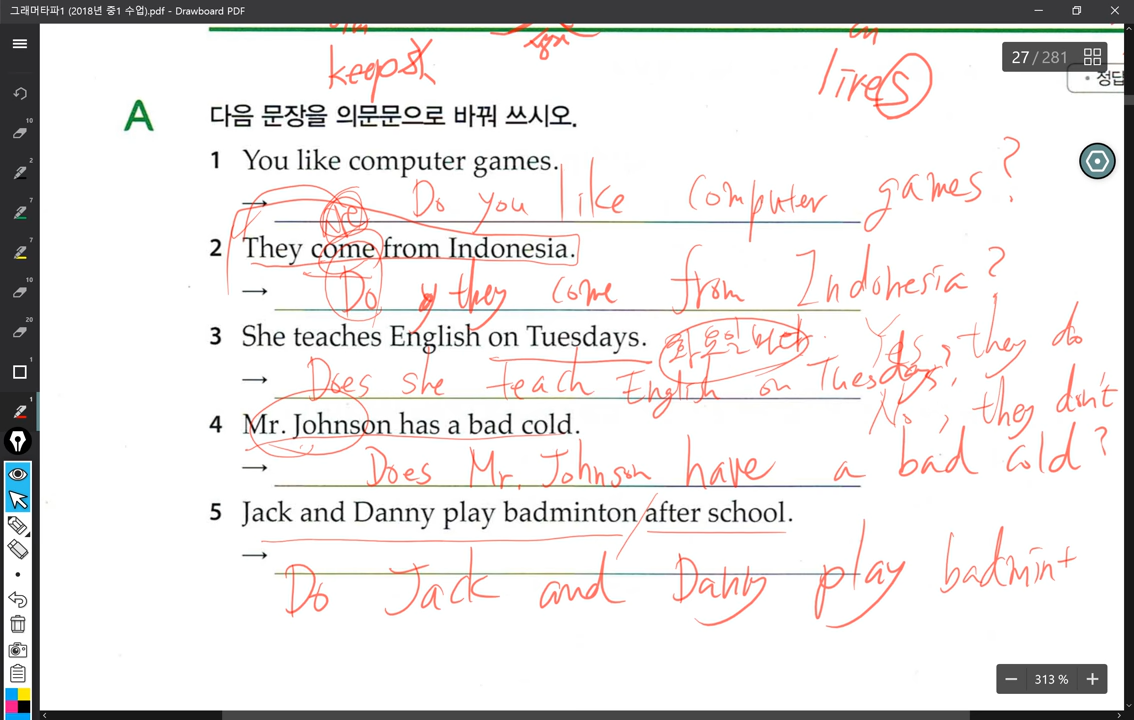 그래머타파1 (2018년 중1 수업).pdf - Drawboard PDF
27 / 281
정답
keeps
lives
A
다음 문장을 의문문으로 바꿔 쓰시오.
1 You like computer games.
→ Do you like computer games?
2 They come from Indonesia.
→ Do they come from Indonesia?
3 She teaches English on Tuesdays. 화요일마다 Yes, they do
→ Does she teach English on Tuesdays?
No, they don't
4 Mr. Johnson has a bad cold.
→ Does Mr. Johnson have a bad cold?
5 Jack and Danny play badminton / after school.
→ Do Jack and Danny play badmint
313 %